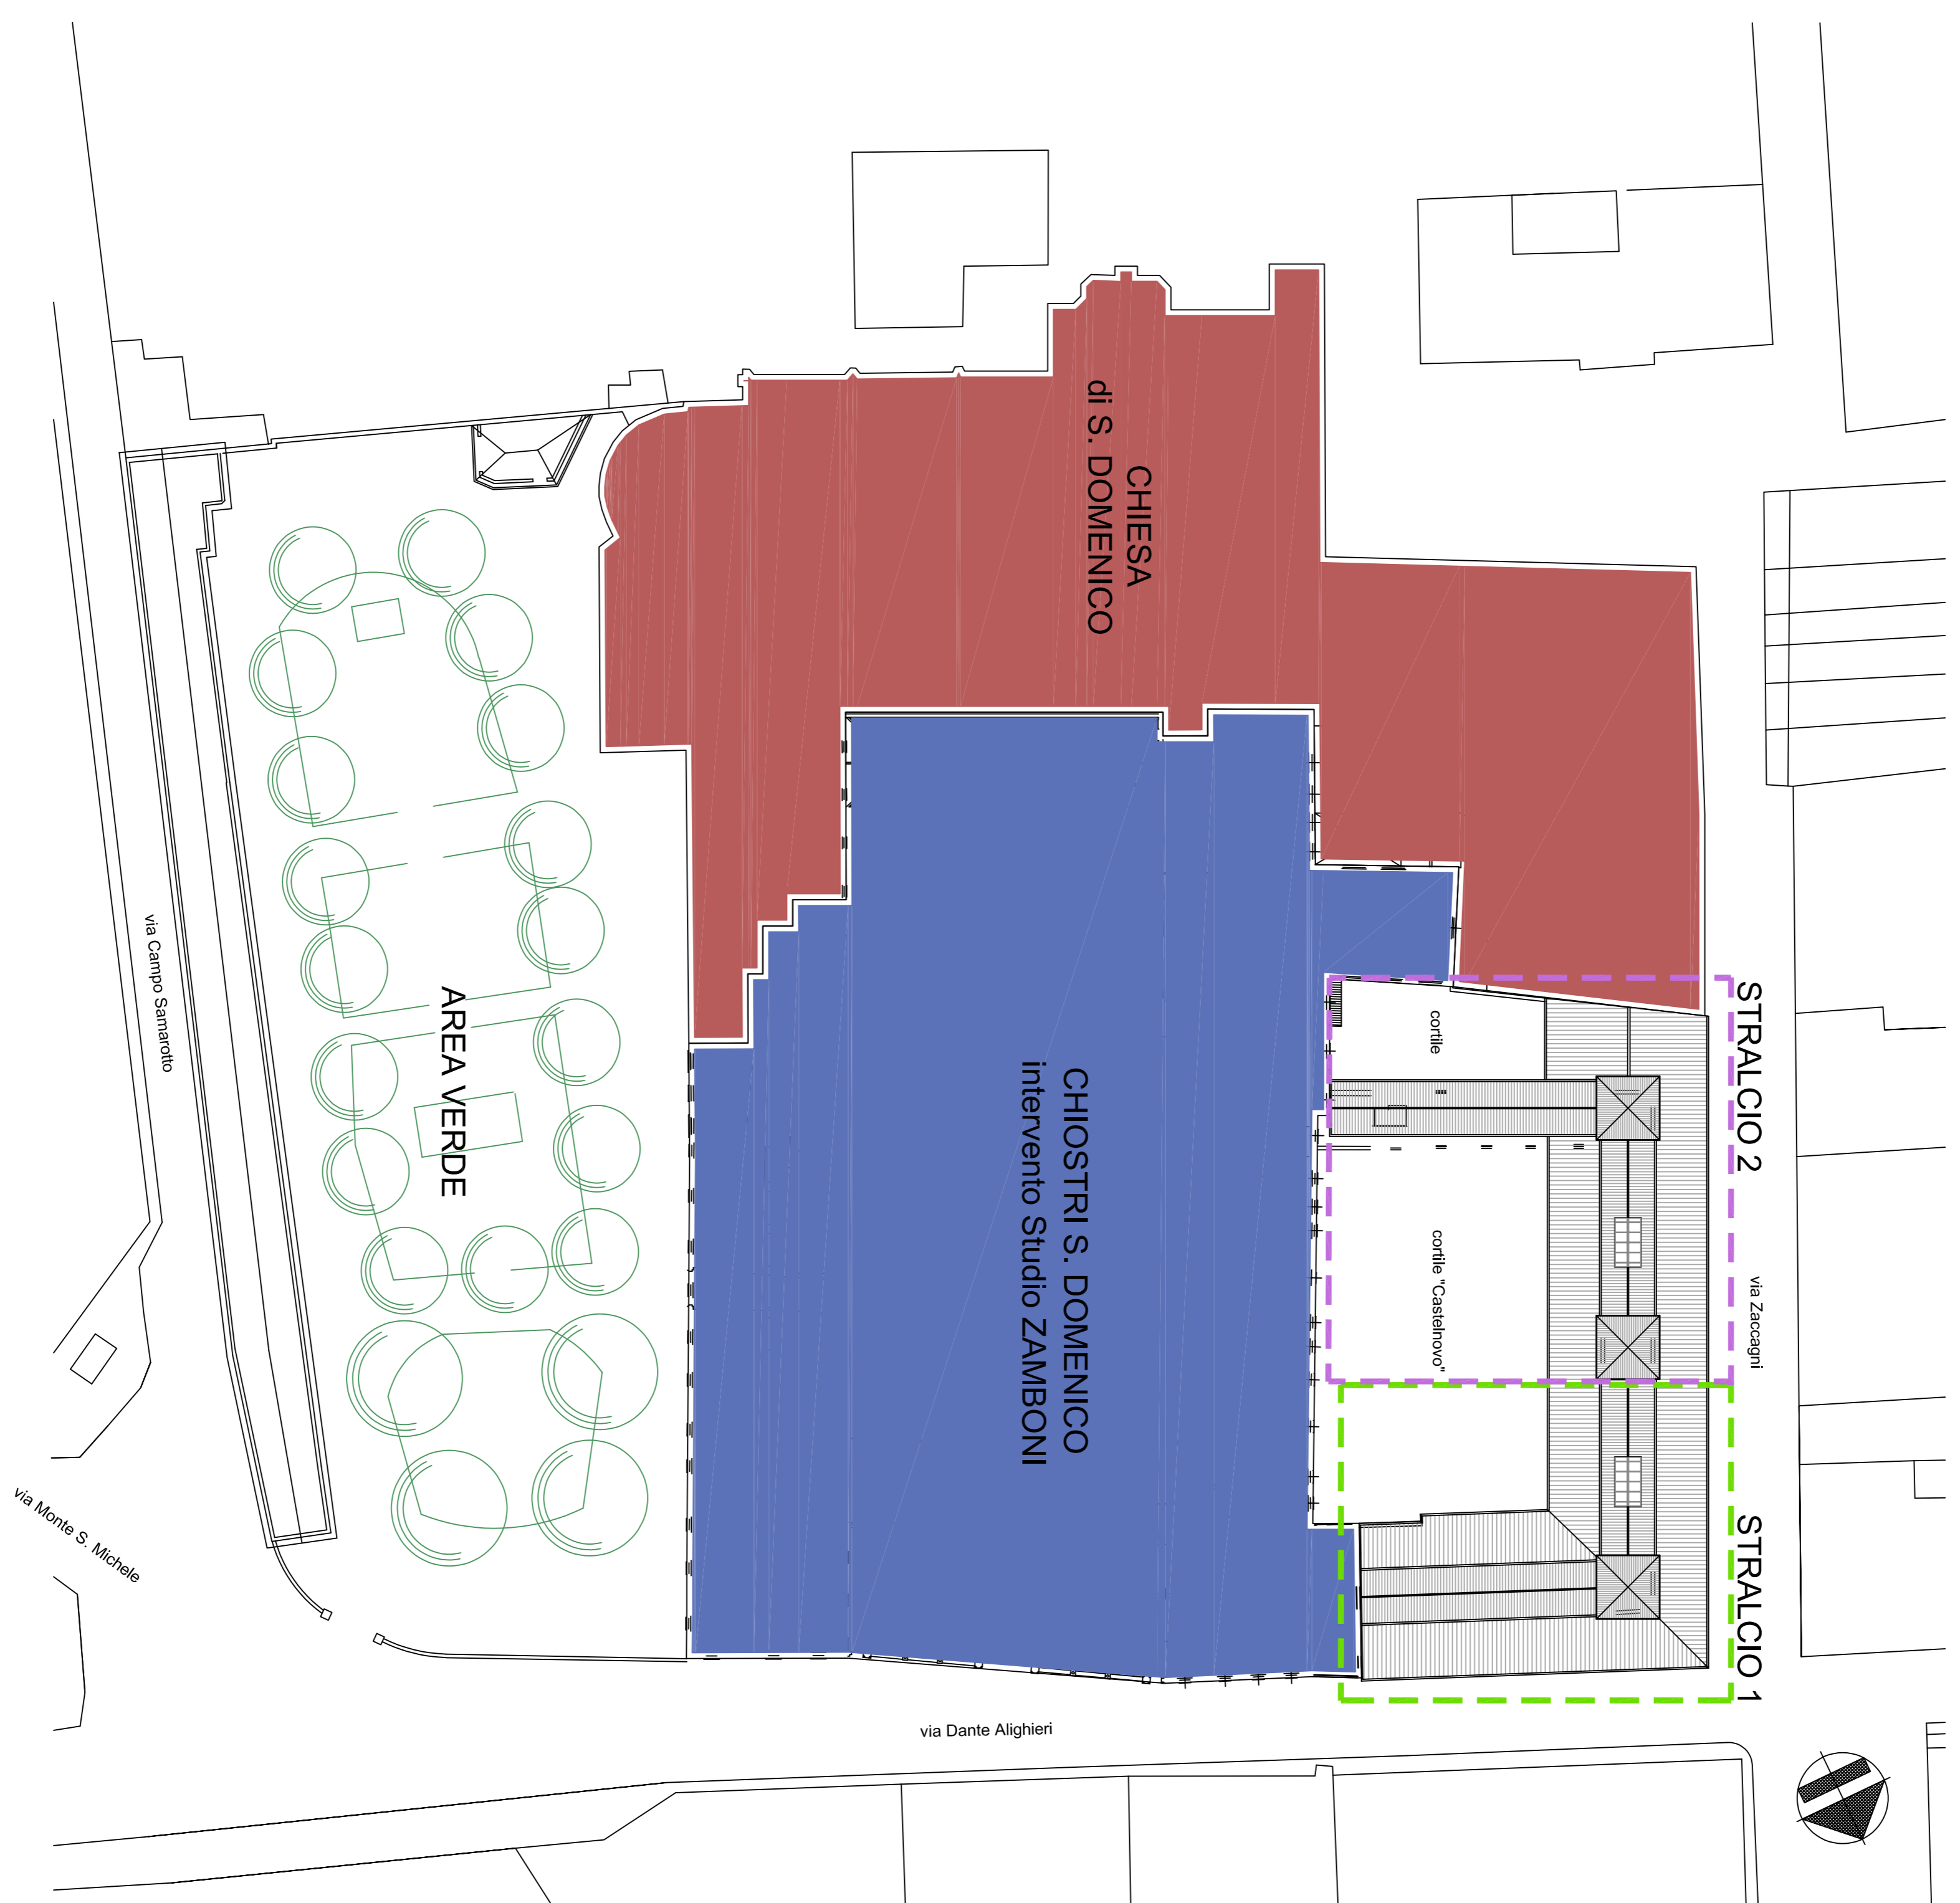 CHIESA
di S. DOMENICO
STRALCIO 2
cortile
via Campo Samarotto
AREA VERDE
CHIOSTRI S. DOMENICO
intervento Studio ZAMBONI
cortile "Castelnovo"
via Zaccagni
via Monte S. Michele
STRALCIO 1
via Dante Alighieri